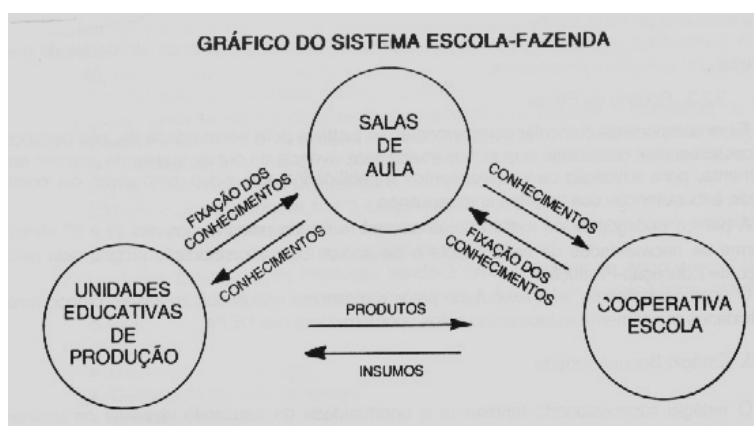 GRÁFICO DO SISTEMA ESCOLA-FAZENDA
SALAS
DE
AULA
FIXAÇÃO DOS
CONHECIMENTOS
CONHECIMENTOS
CONHECIMENTOS
FIXAÇÃO DOS
CONHECIMENTOS
UNIDADES
EDUCATIVAS
DE
PRODUÇÃO
PRODUTOS
INSUMOS
COOPERATIVA
ESCOLA